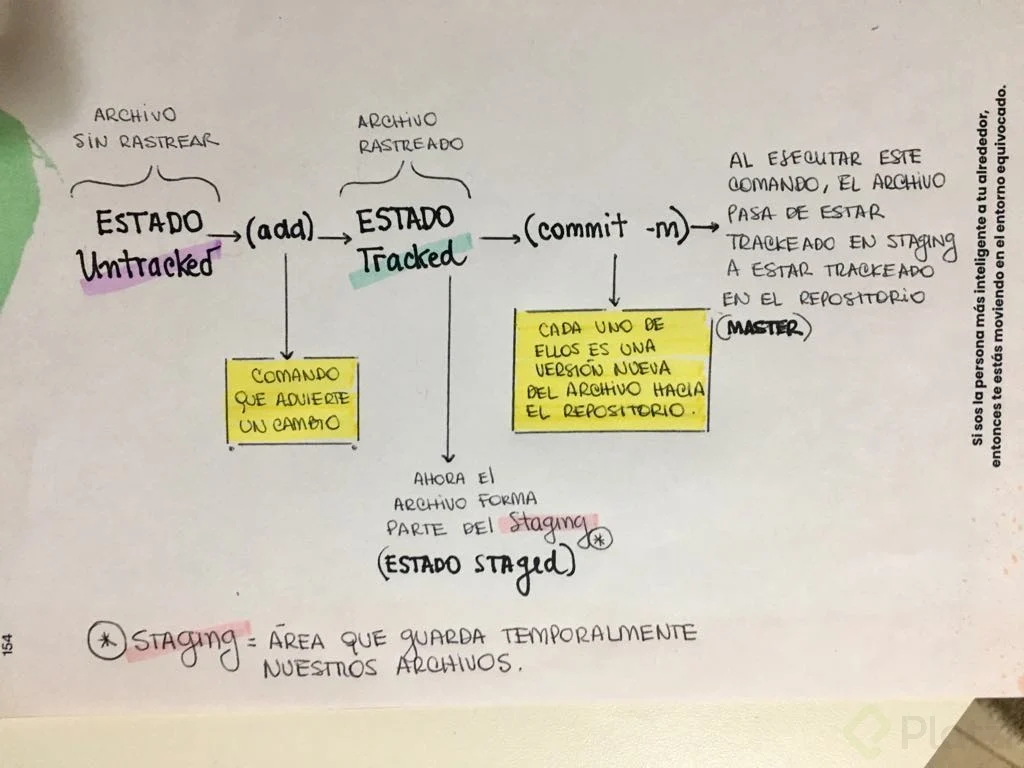 ARCHIVO
SIN RASTREAR
ESTADO
Untracked
(add)
COMANDO
QUE ADVIERTE
UN CAMBIO
ARCHIVO
RASTREADO
ESTADO
Tracked
AHORA El
ARCHIVO FORMA
PARTE DEl Staging *
(ESTADO STAged)
(commit -m)
CADA UNO DE
ELLOS ES UNA
VERSIÓN NUEVA
DEL ARCHIVO HACIA
EL REPOSITORIO.
AL EJECUTAR ESTE
COMANDO, EL ARCHIVO
PASA DE ESTAR
TRACKEADO EN STAGING
A ESTAR TRACKEADO
EN EL REPOSITORIO
(MASTER)
* STAging = ÁREA QUE GUARDA TEMPORALMENTE
NUESTROS ARCHIVOS.
Si sos la persona más inteligente a tu alrededor,
entonces te estás moviendo en el entorno equivocado.
154